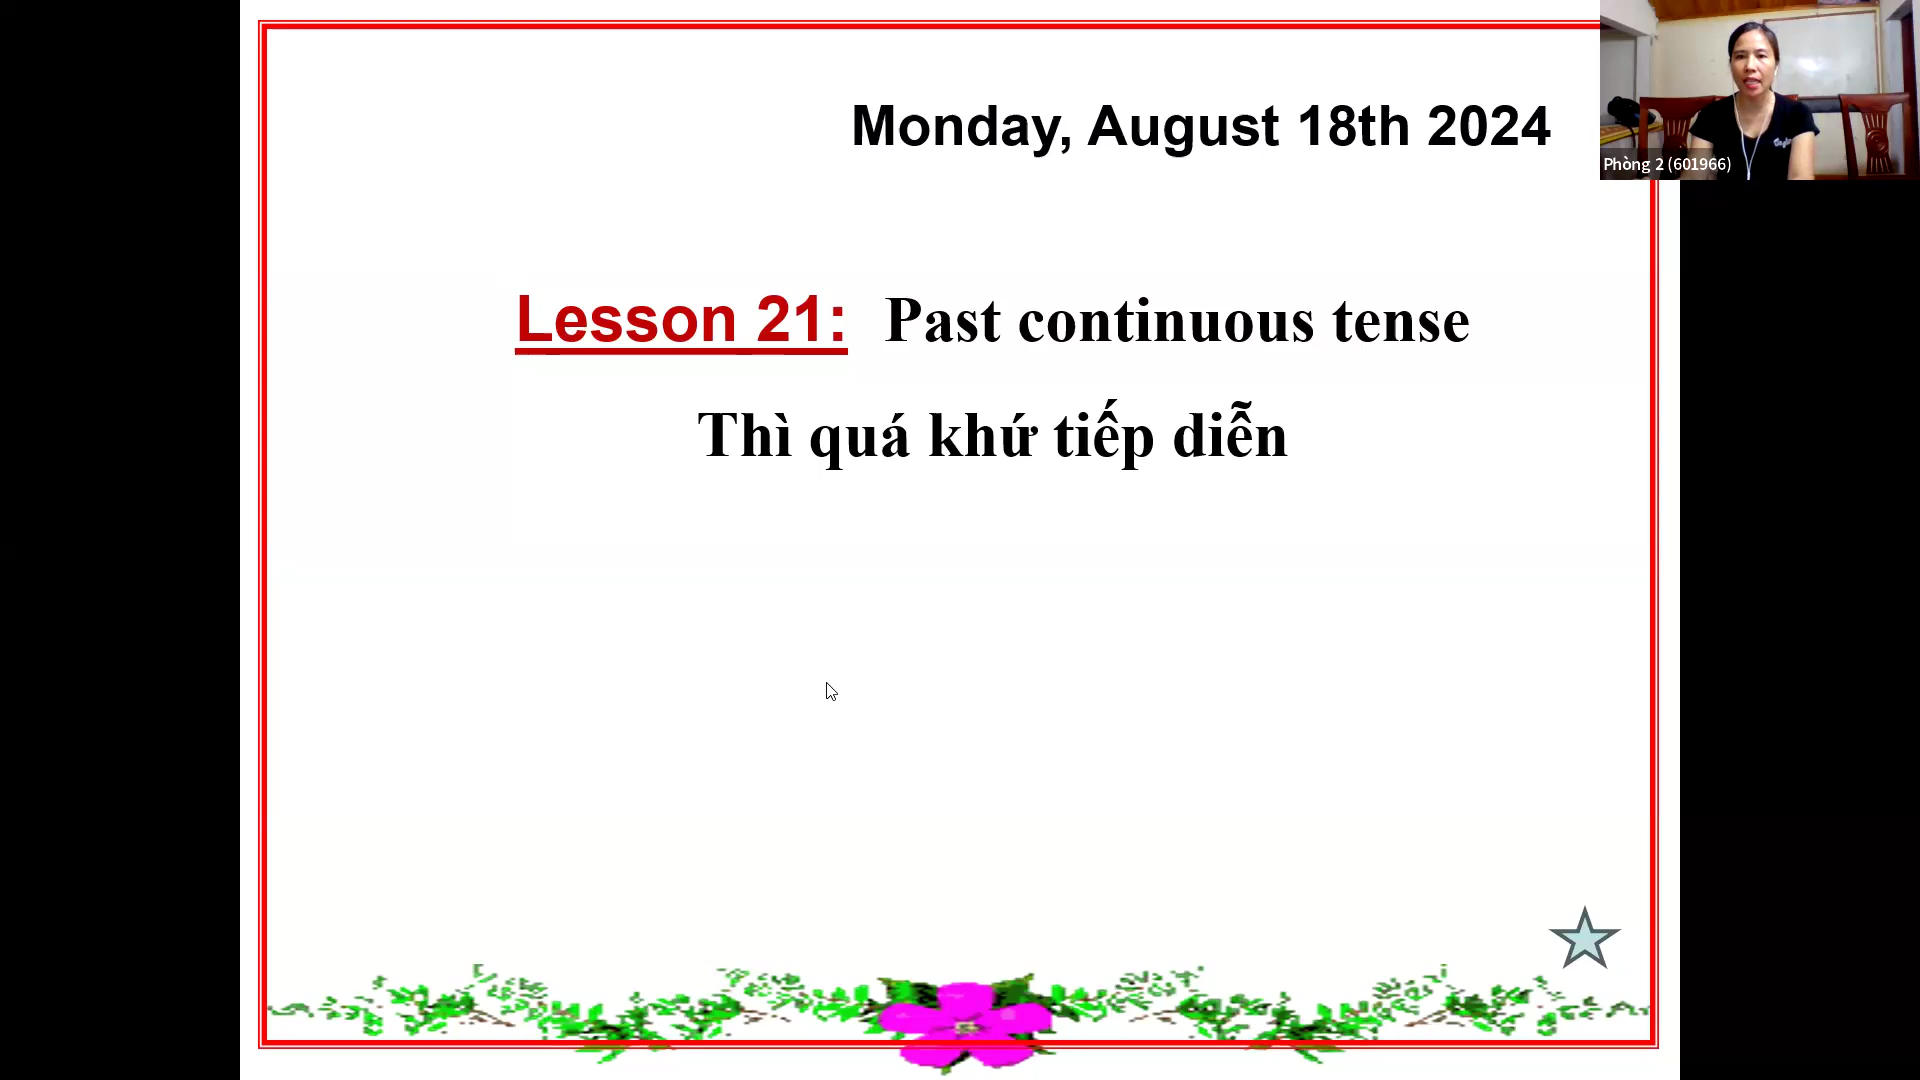 Monday, August 18th 2024
Phòng 2 (601966)
Lesson 21: Past continuous tense
Thì quá khứ tiếp diễn